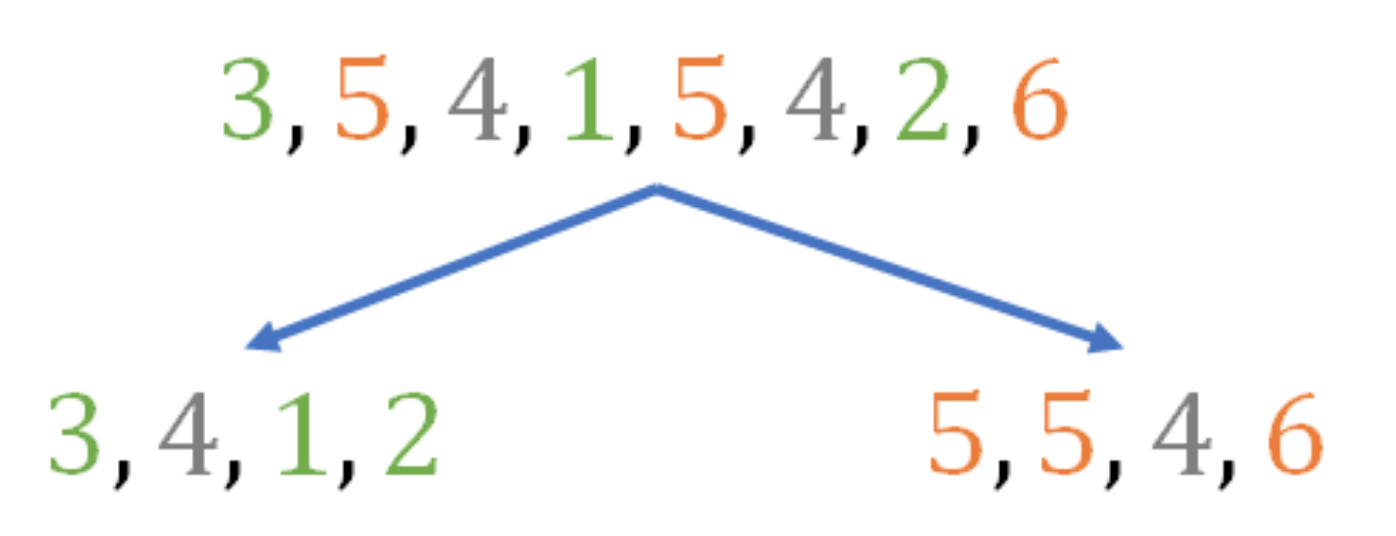 3, 5, 4, 1, 5, 4, 2, 6
3, 4, 1, 2
5, 5, 4, 6